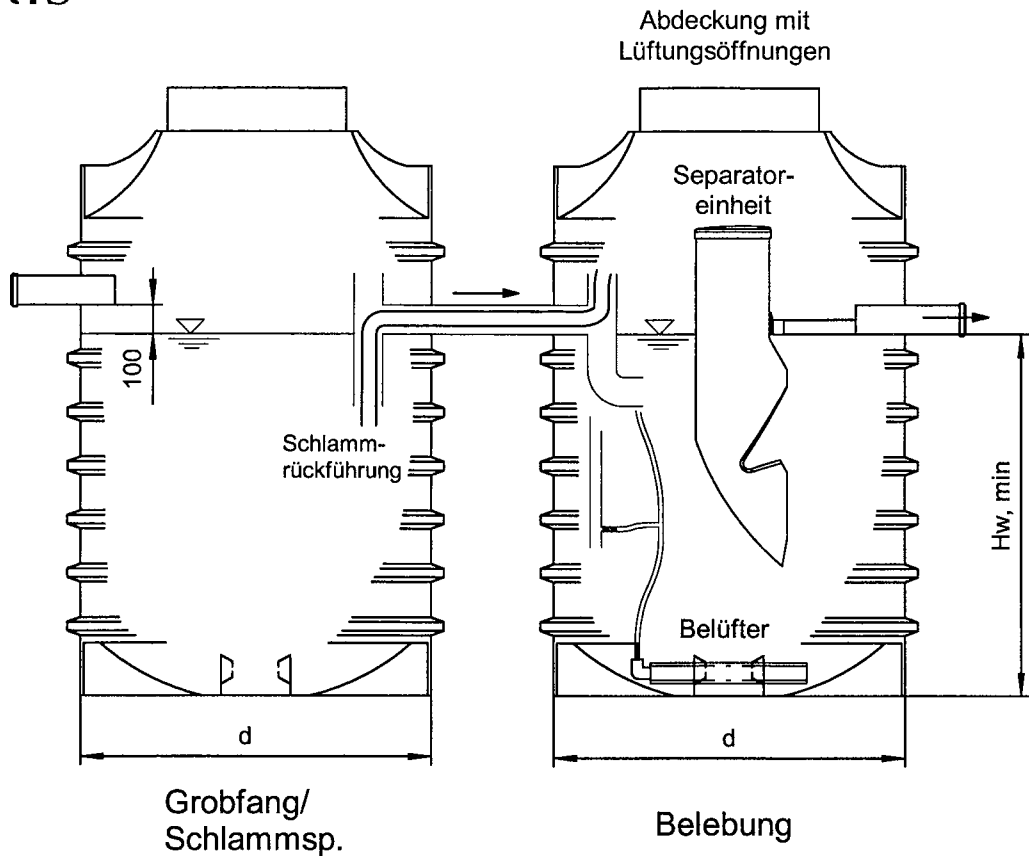 Abdeckung mit
Lüftungsöffnungen
Separator-
einheit
100
Schlamm-
rückführung
Hw, min
Belüfter
d
d
Grobfang/
Schlammsp.
Belebung